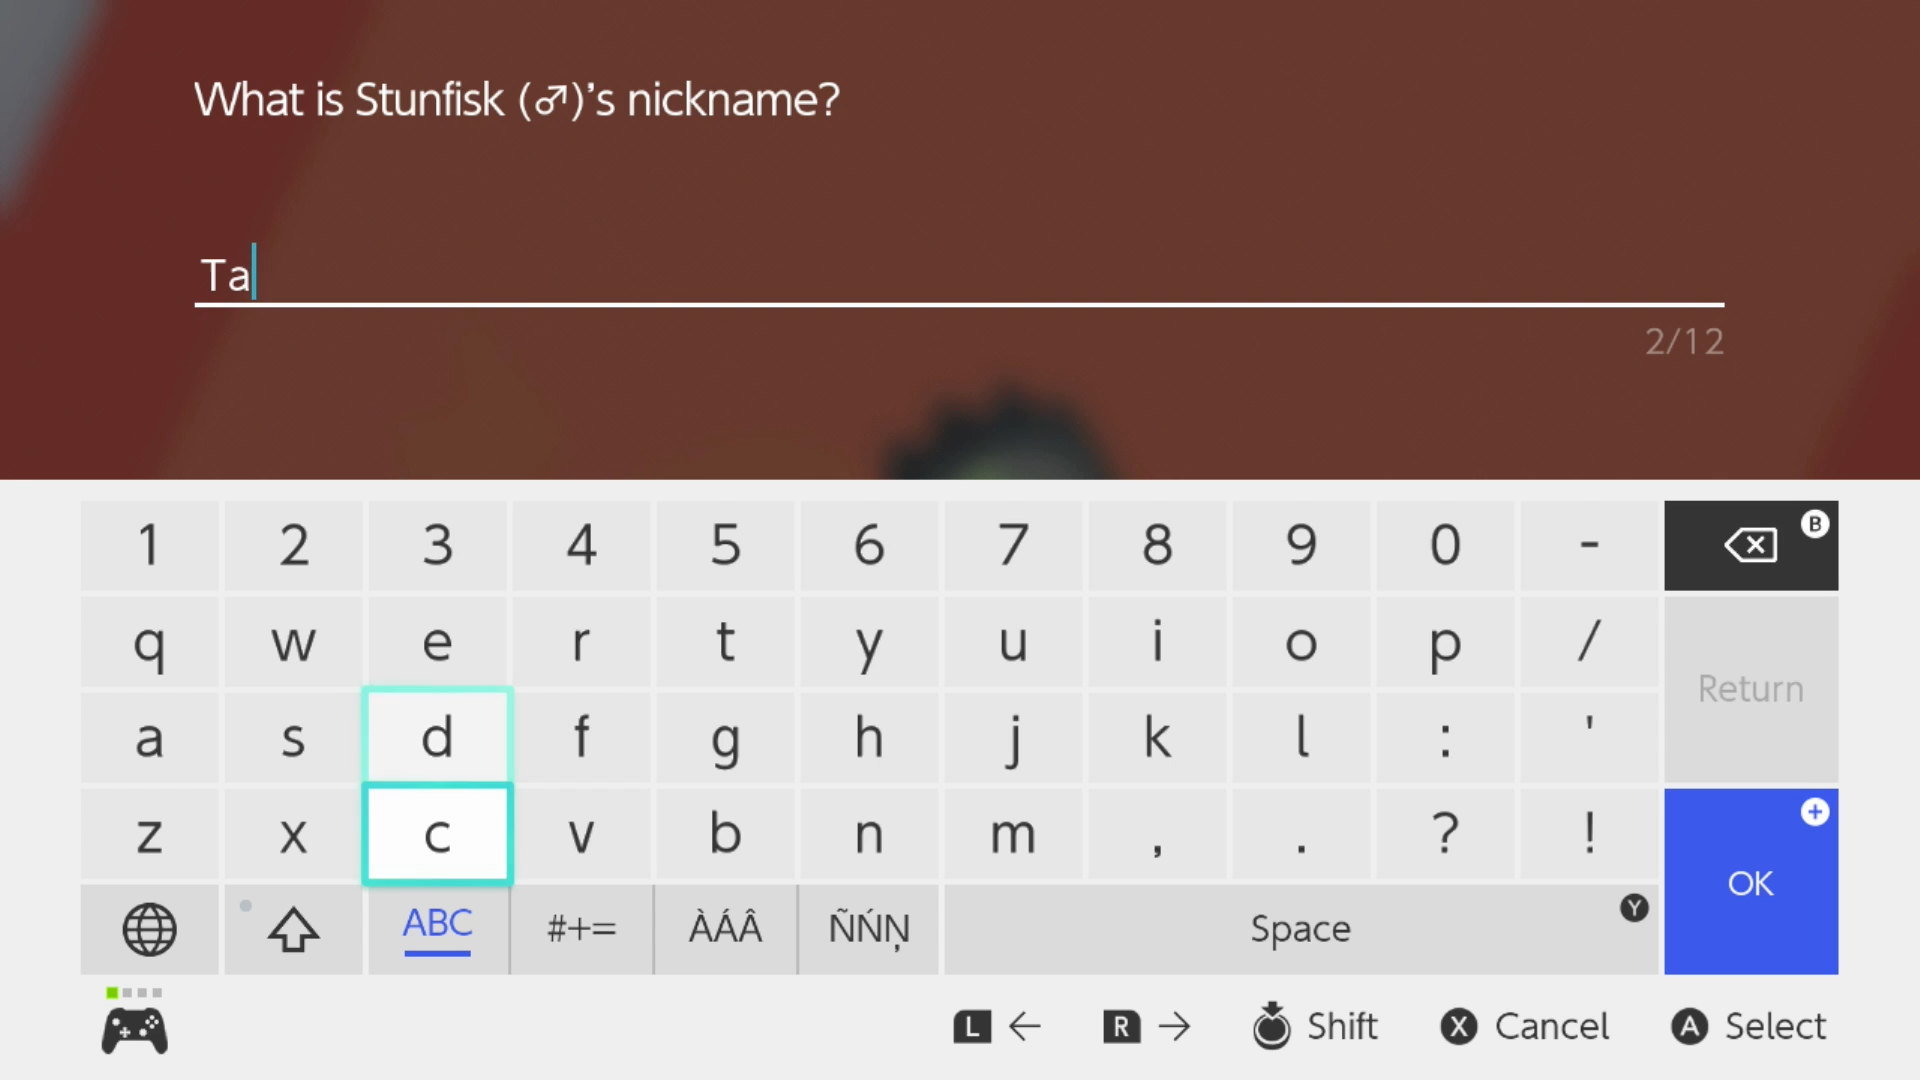 What is Stunfisk (♂)’s nickname?
Ta
2/12
1 2 3 4 5 6 7 8 9 0 - B
q w e r t y u i o p /
Return
a s d f g h j k l : '
z x c v b n m , . ? !
+ OK
ABC #+= ÀÁÂ ÑŃŅ Space Y
L ← R → Shift X Cancel A Select